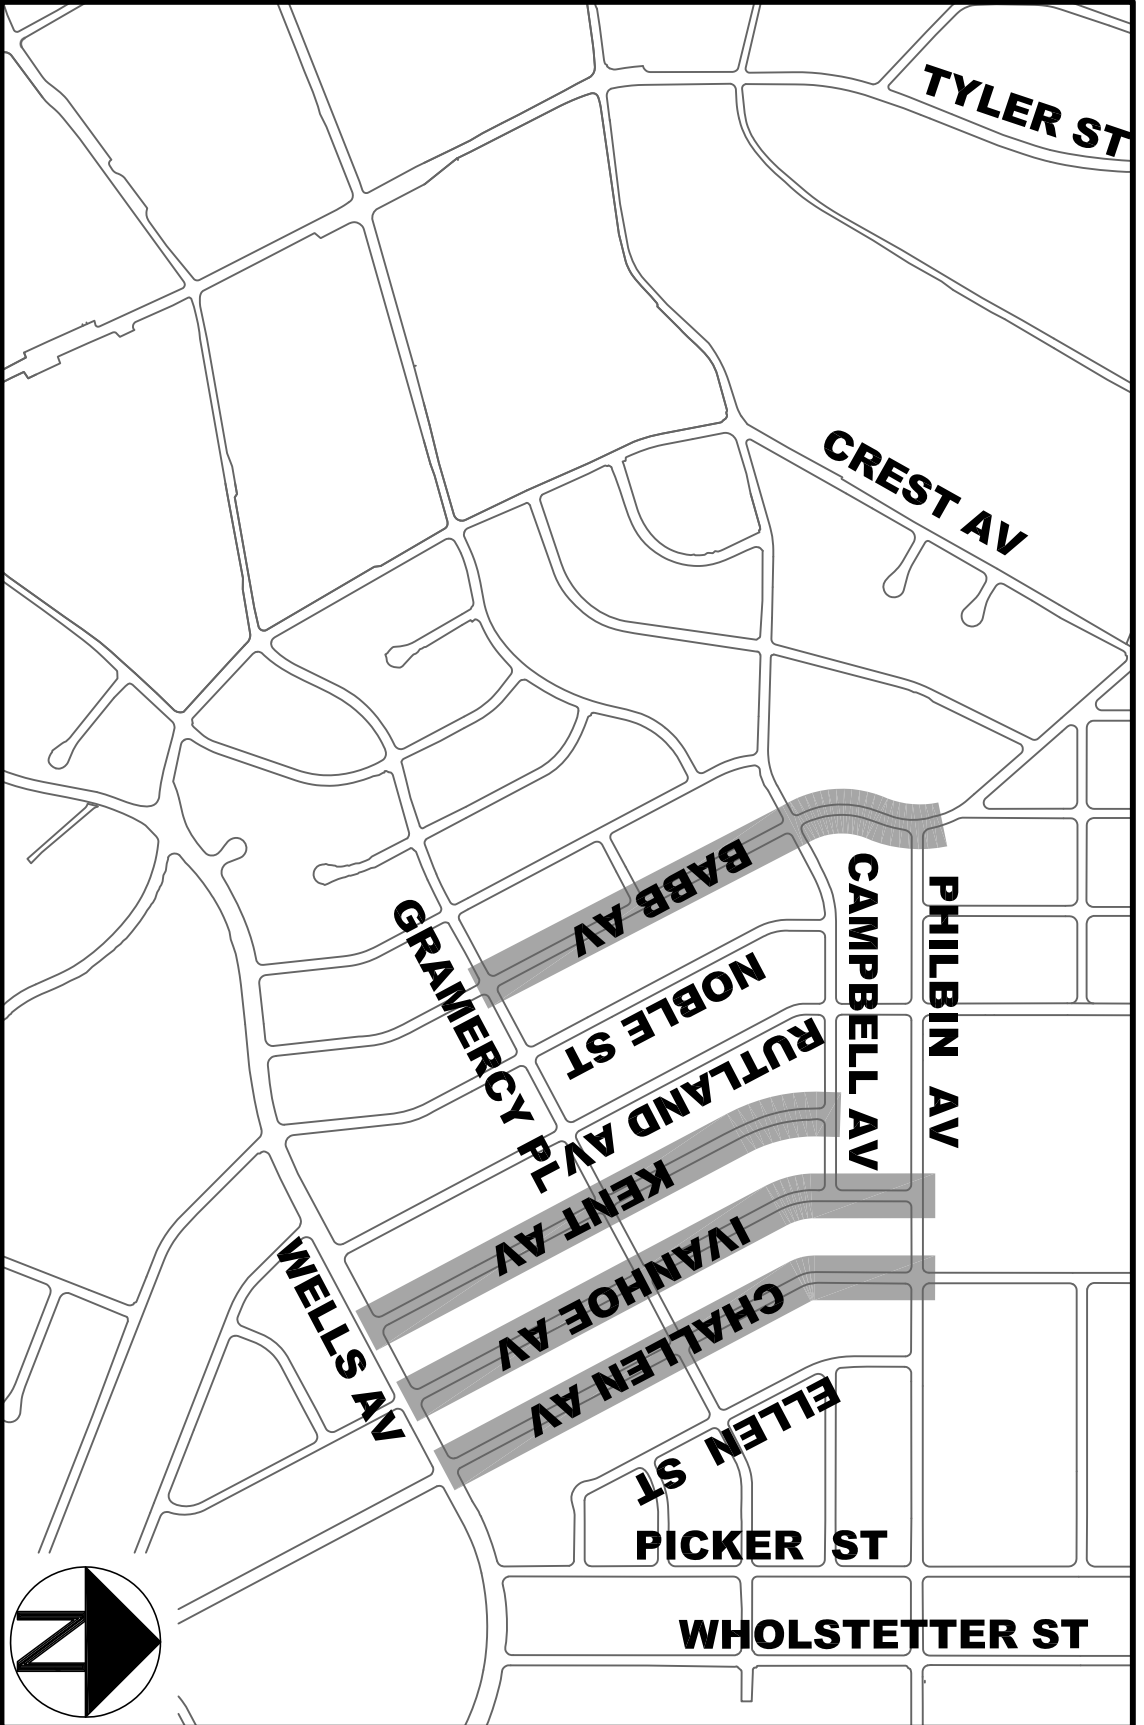 TYLER ST
CREST AV
BABB AV
CAMPBELL AV
PHILBIN AV
GRAMERCY PL
NOBLE ST
RUTLAND AV
KENT AV
IVANHOE AV
WELLS AV
CHALLEN AV
ELLEN ST
PICKER ST
WHOLSTETTER ST
N